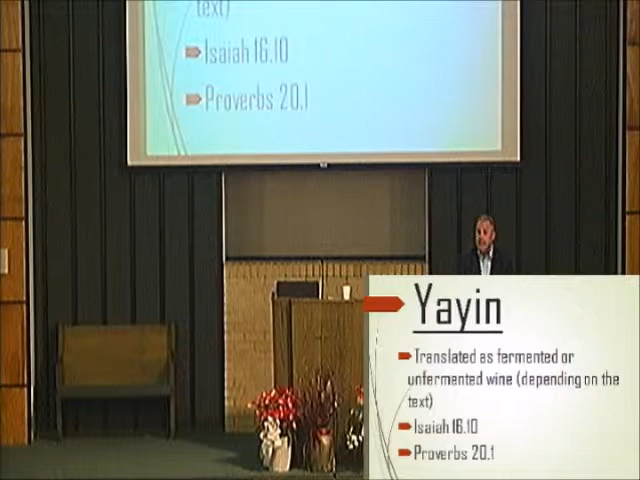 text)
Isaiah 16.10
Proverbs 20.1
Yayin
Translated as fermented or
unfermented wine (depending on the
text)
Isaiah 16.10
Proverbs 20.1